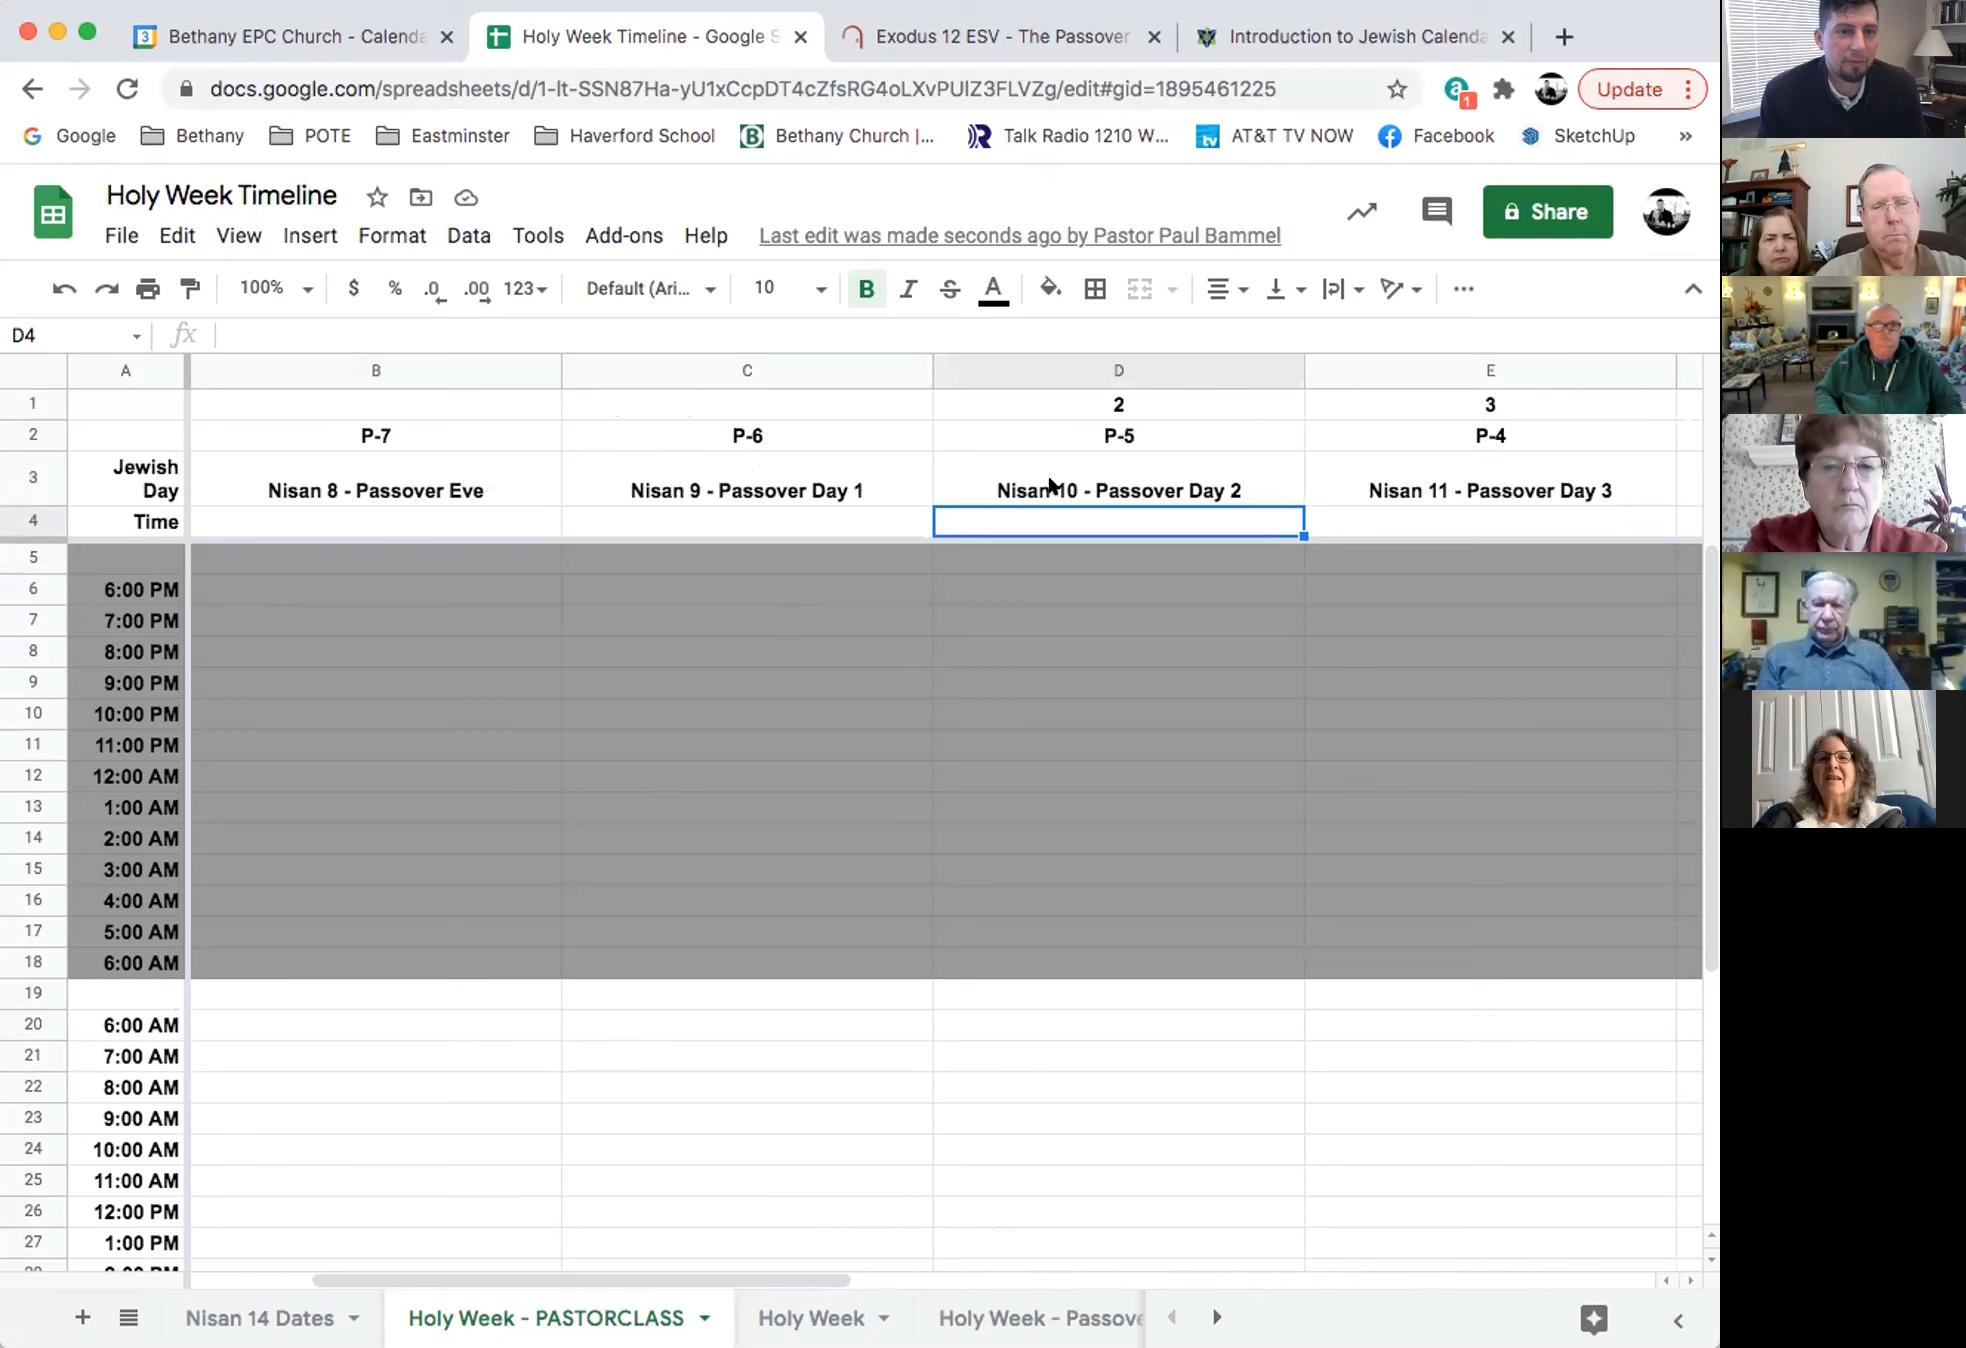 Bethany EPC Church - Calenda
Holy Week Timeline - Google S
Exodus 12 ESV - The Passover
Introduction to Jewish Calenda
docs.google.com/spreadsheets/d/1-lt-SSN87Ha-yU1xCcpDT4cZfsRG4oLXvPUlZ3FLVZg/edit#gid=1895461225
1
Update
Google
Bethany
POTE
Eastminster
Haverford School
Bethany Church |...
Talk Radio 1210 W...
AT&T TV NOW
Facebook
SketchUp
»
Holy Week Timeline
Share
File Edit View Insert Format Data Tools Add-ons Help
Last edit was made seconds ago by Pastor Paul Bammel
100% $ % .0 .00 123 Default (Ari... 10 B I S A
D4 fx
A B C D E
1 2 3
2 P-7 P-6 P-5 P-4
3 Jewish Day Nisan 8 - Passover Eve Nisan 9 - Passover Day 1 Nisan 10 - Passover Day 2 Nisan 11 - Passover Day 3
4 Time
5
6 6:00 PM
7 7:00 PM
8 8:00 PM
9 9:00 PM
10 10:00 PM
11 11:00 PM
12 12:00 AM
13 1:00 AM
14 2:00 AM
15 3:00 AM
16 4:00 AM
17 5:00 AM
18 6:00 AM
19
20 6:00 AM
21 7:00 AM
22 8:00 AM
23 9:00 AM
24 10:00 AM
25 11:00 AM
26 12:00 PM
27 1:00 PM
Nisan 14 Dates
Holy Week - PASTORCLASS
Holy Week
Holy Week - Passove